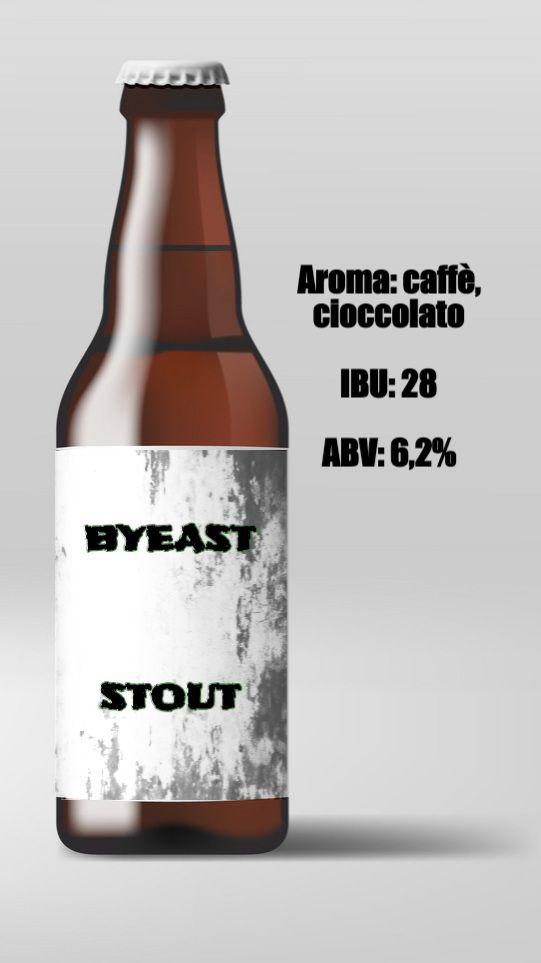 Aroma: caffè,
cioccolato
IBU: 28
ABV: 6,2%
BYEAST
STOUT